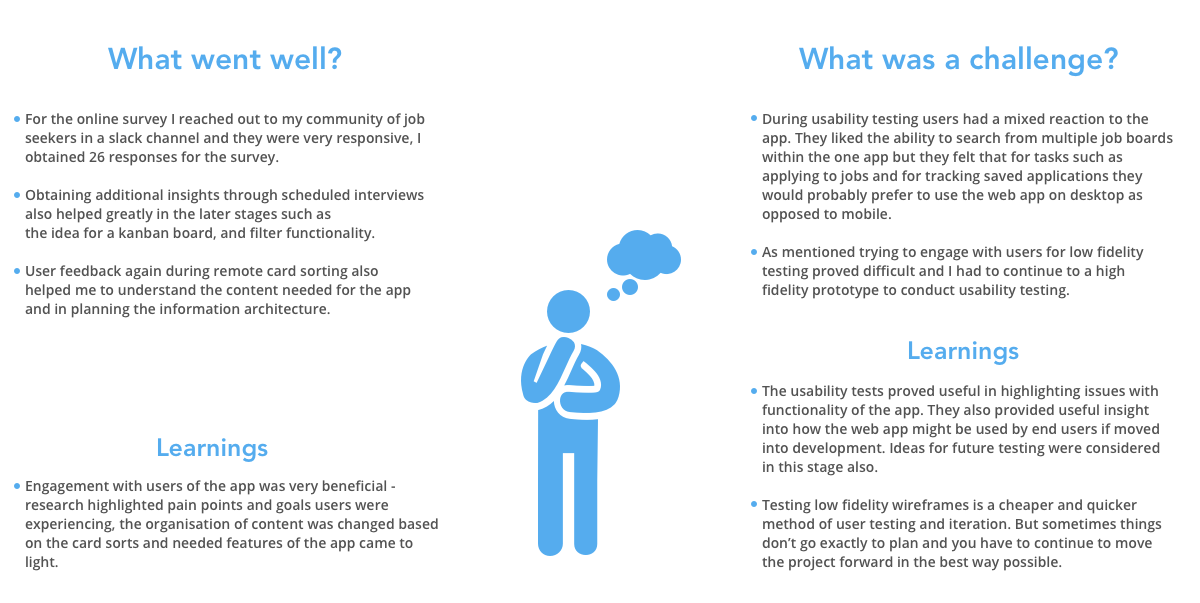 What went well?
For the online survey I reached out to my community of job
seekers in a slack channel and they were very responsive, I
obtained 26 responses for the survey.
Obtaining additional insights through scheduled interviews
also helped greatly in the later stages such as
the idea for a kanban board, and filter functionality.
User feedback again during remote card sorting also
helped me to understand the content needed for the app
and in planning the information architecture.
Learnings
Engagement with users of the app was very beneficial -
research highlighted pain points and goals users were
experiencing, the organisation of content was changed based
on the card sorts and needed features of the app came to
light.
What was a challenge?
During usability testing users had a mixed reaction to the
app. They liked the ability to search from multiple job boards
within the one app but they felt that for tasks such as
applying to jobs and for tracking saved applications they
would probably prefer to use the web app on desktop as
opposed to mobile.
As mentioned trying to engage with users for low fidelity
testing proved difficult and I had to continue to a high
fidelity prototype to conduct usability testing.
Learnings
The usability tests proved useful in highlighting issues with
functionality of the app. They also provided useful insight
into how the web app might be used by end users if moved
into development. Ideas for future testing were considered
in this stage also.
Testing low fidelity wireframes is a cheaper and quicker
method of user testing and iteration. But sometimes things
don’t go exactly to plan and you have to continue to move
the project forward in the best way possible.